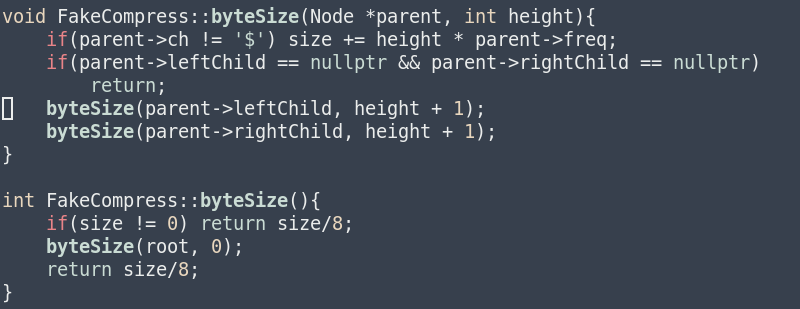 void FakeCompress::byteSize(Node *parent, int height){
    if(parent->ch != '$') size += height * parent->freq;
    if(parent->leftChild == nullptr && parent->rightChild == nullptr)
        return;
    byteSize(parent->leftChild, height + 1);
    byteSize(parent->rightChild, height + 1);
}

int FakeCompress::byteSize(){
    if(size != 0) return size/8;
    byteSize(root, 0);
    return size/8;
}